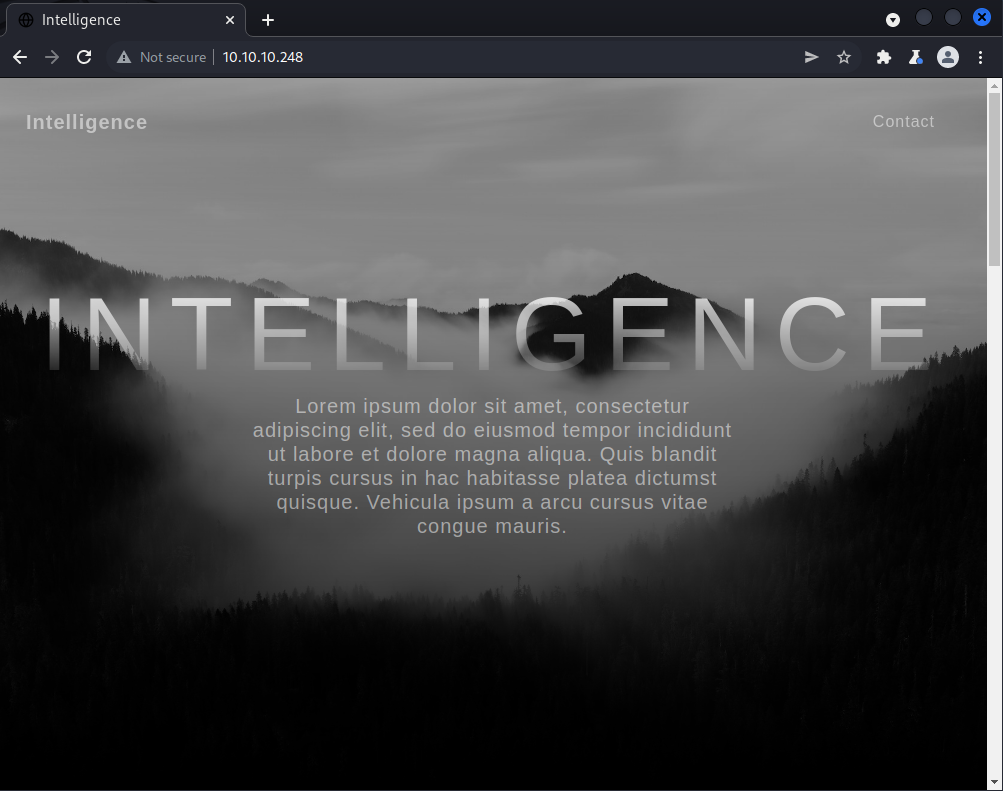 Intelligence
Not secure
10.10.10.248
Intelligence
Contact
INTELLIGENCE
Lorem ipsum dolor sit amet, consectetur
adipiscing elit, sed do eiusmod tempor incididunt
ut labore et dolore magna aliqua. Quis blandit
turpis cursus in hac habitasse platea dictumst
quisque. Vehicula ipsum a arcu cursus vitae
congue mauris.